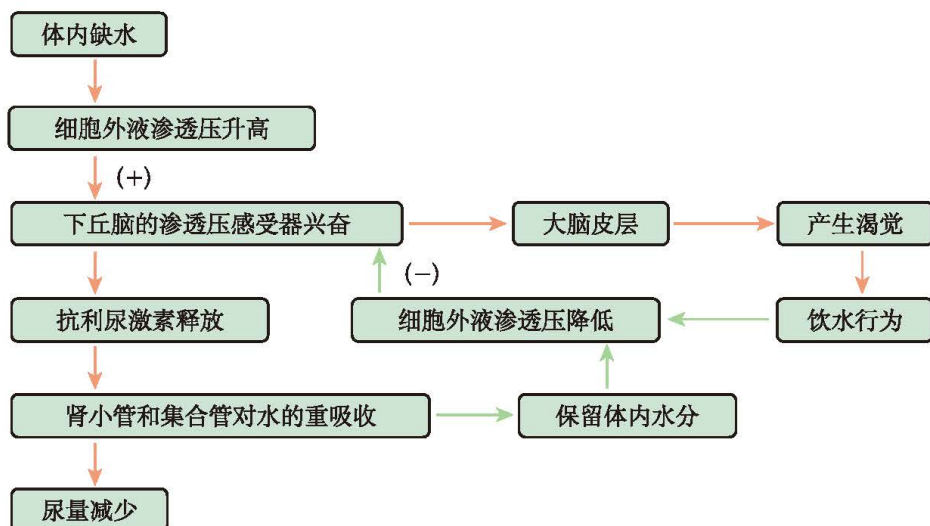 体内缺水
细胞外液渗透压升高
(+)
下丘脑的渗透压感受器兴奋
大脑皮层
产生渴觉
(−)
抗利尿激素释放
细胞外液渗透压降低
饮水行为
肾小管和集合管对水的重吸收
保留体内水分
尿量减少